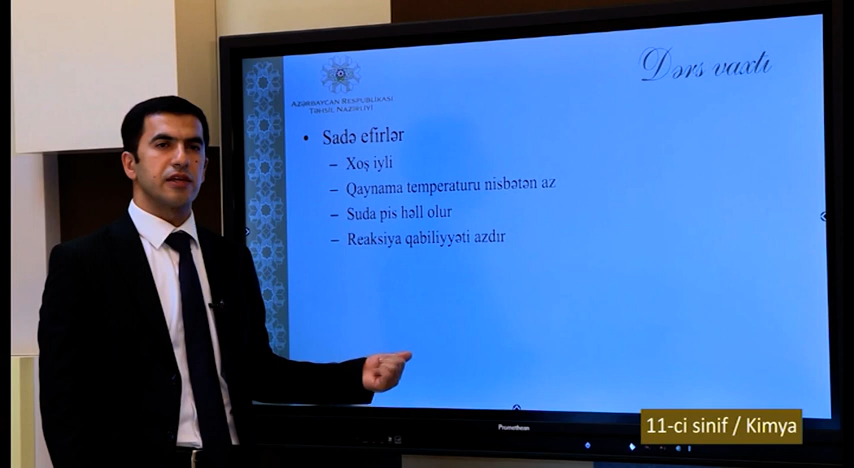 Dərs vaxtı
AZƏRBAYCAN RESPUBLİKASI
TƏHSİL NAZİRLİYİ
• Sadə efirlər
– Xoş iyli
– Qaynama temperaturu nisbətən az
– Suda pis həll olur
– Reaksiya qabiliyyəti azdır
Promethean
11-ci sinif / Kimya